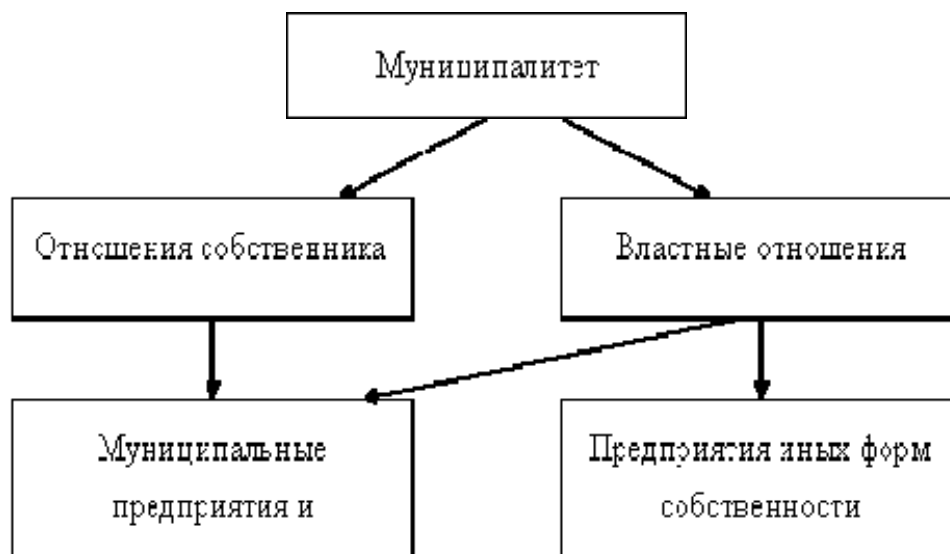 Муниципалитет
Отношения собственника
Властные отношения
Муниципальные
предприятия и
Предприятия иных форм
собственности